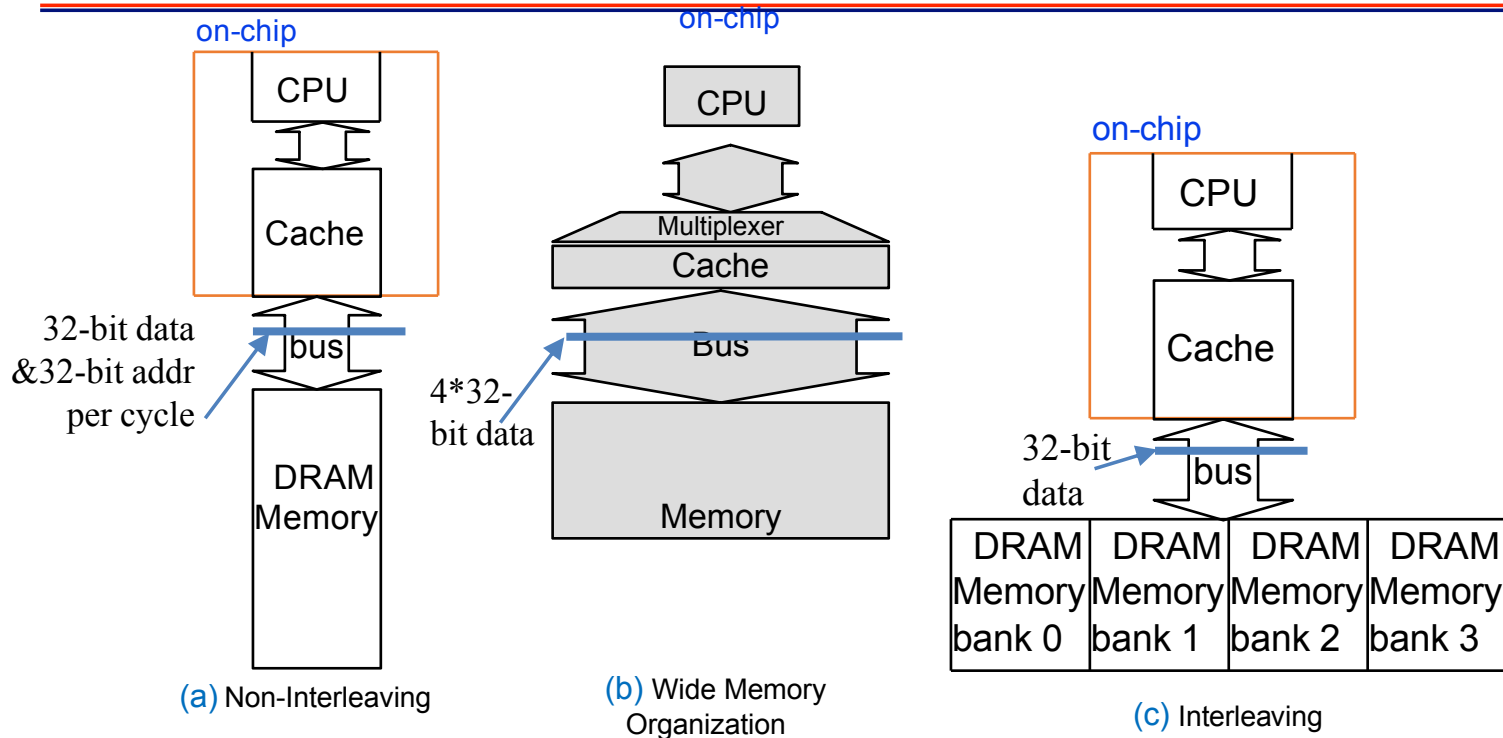 on-chip
CPU
Cache
32-bit data
&32-bit addr
per cycle
bus
DRAM
Memory
(a) Non-Interleaving
on-chip
CPU
Multiplexer
Cache
Bus
4*32-
bit data
Memory
(b) Wide Memory
Organization
on-chip
CPU
Cache
32-bit
data
bus
DRAM DRAM DRAM DRAM
Memory Memory Memory Memory
bank 0 bank 1 bank 2 bank 3
(c) Interleaving